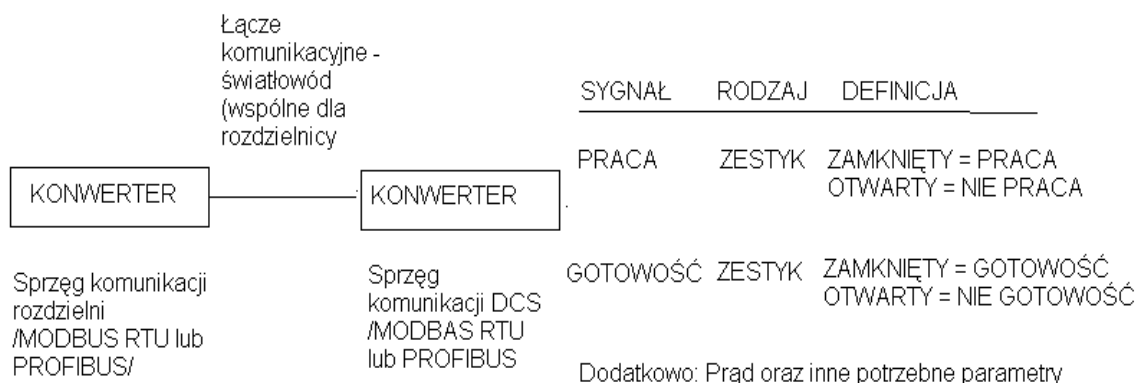 Łącze
komunikacyjne -
światłowód
(wspólne dla
rozdzielnicy
KONWERTER
KONWERTER
Sprzęg komunikacji
rozdzielni
/MODBUS RTU lub
PROFIBUS/
Sprzęg
komunikacji DCS
/MODBAS RTU
lub PROFIBUS
SYGNAŁ RODZAJ DEFINICJA
PRACA ZESTYK ZAMKNIĘTY = PRACA
OTWARTY = NIE PRACA
GOTOWOŚĆ ZESTYK ZAMKNIĘTY = GOTOWOŚĆ
OTWARTY = NIE GOTOWOŚĆ
Dodatkowo: Prąd oraz inne potrzebne parametry